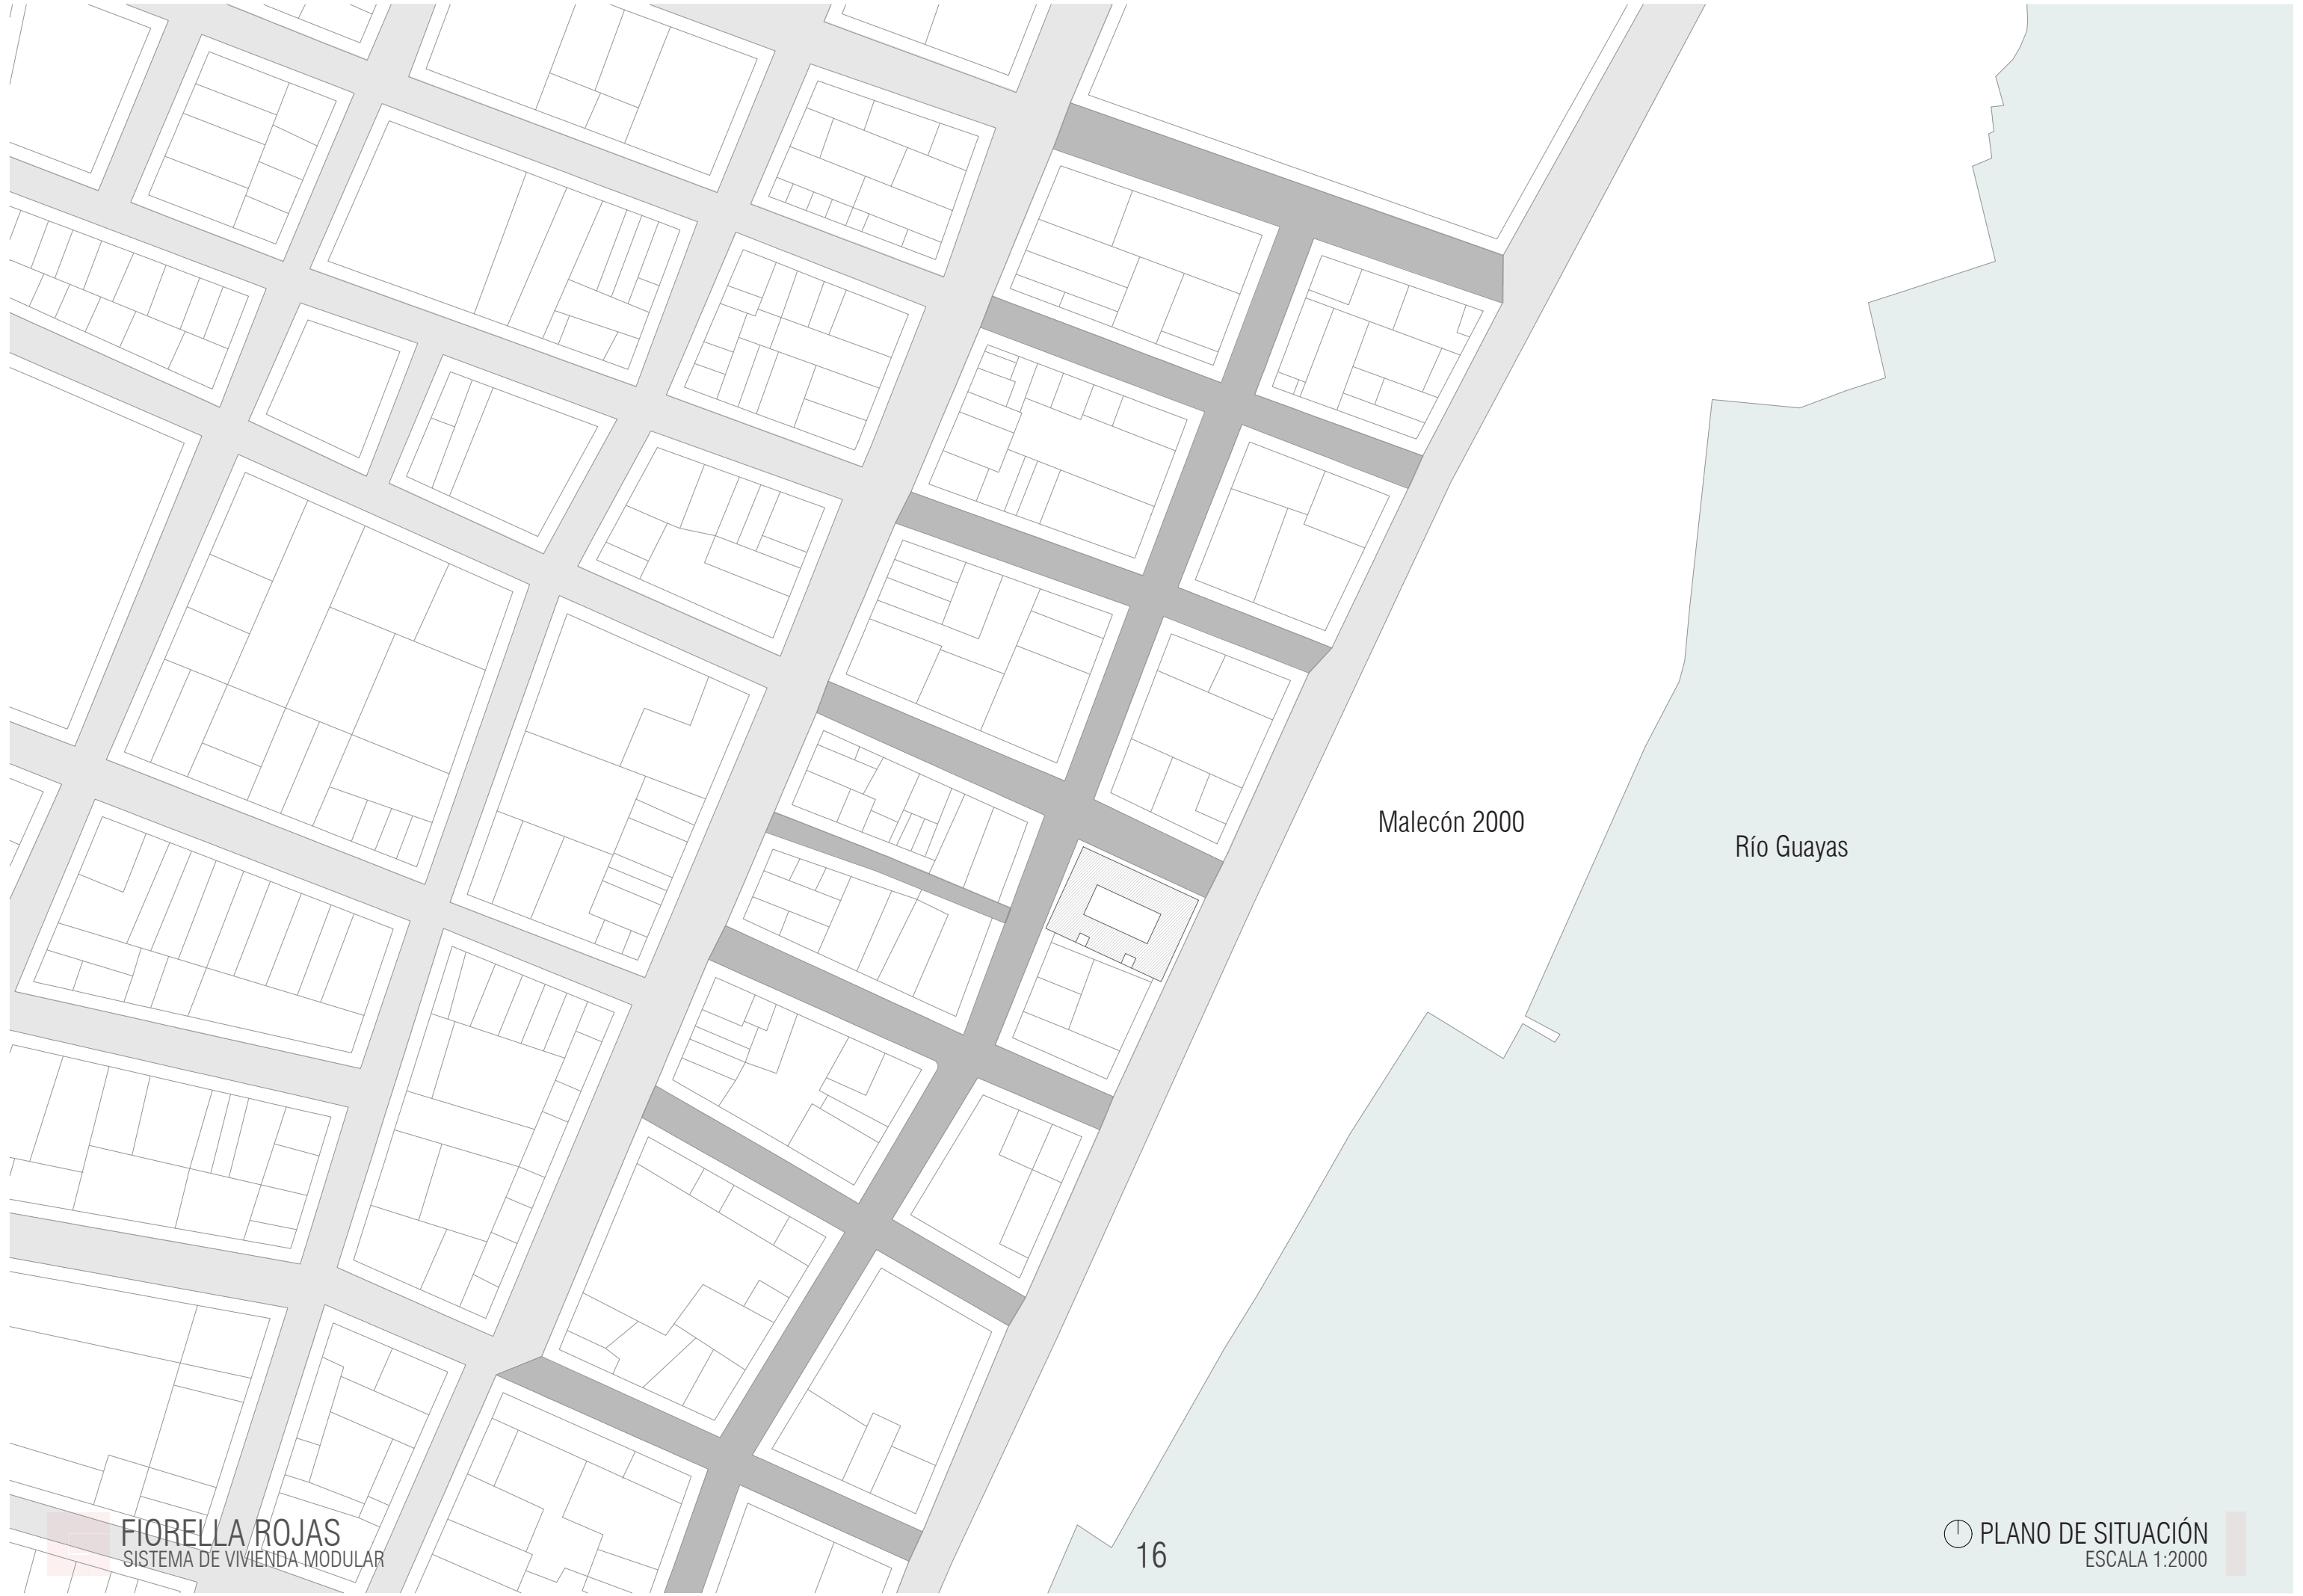 Malecón 2000
Río Guayas
FIORELLA ROJAS
SISTEMA DE VIVIENDA MODULAR
16
PLANO DE SITUACIÓN
ESCALA 1:2000